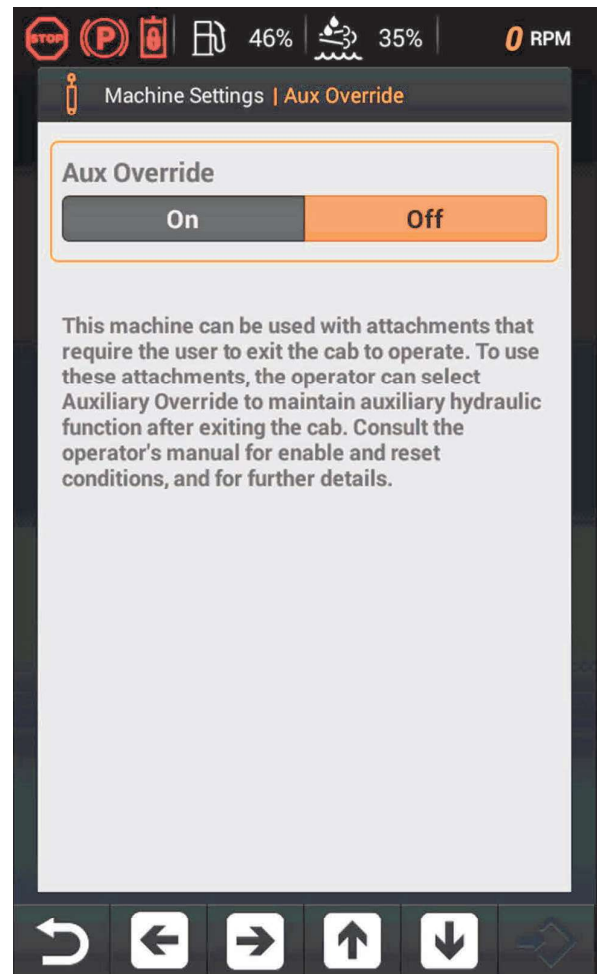 STOP P 46% 35% 0 RPM
Machine Settings | Aux Override
Aux Override
On Off
This machine can be used with attachments that
require the user to exit the cab to operate. To use
these attachments, the operator can select
Auxiliary Override to maintain auxiliary hydraulic
function after exiting the cab. Consult the
operator's manual for enable and reset
conditions, and for further details.